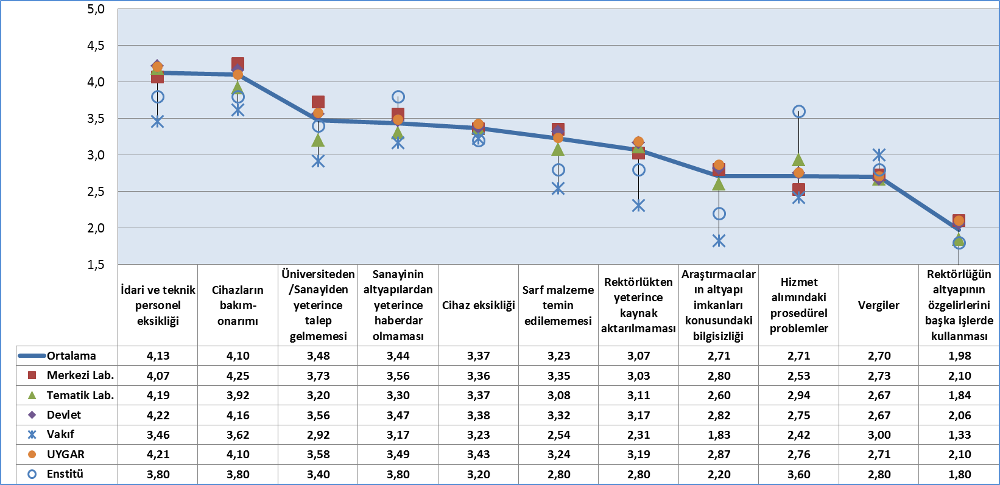 5,0
4,5
4,0
3,5
3,0
2,5
2,0
1,5
İdari ve teknik
personel
eksikliği
Cihazların
bakım-
onarımı
Üniversiteden
/Sanayiden
yeterince
talep
gelmemesi
Sanayinin
altyapılardan
yeterince
haberdar
olmaması
Cihaz eksikliği
Sarf malzeme
temin
edilememesi
Rektörlükten
yeterince
kaynak
aktarılmaması
Araştırmacılar
ın altyapı
imkanları
konusundaki
bilgisizliği
Hizmet
alımındaki
prosedürel
problemler
Vergiler
Rektörlüğün
altyapının
özgelirlerini
başka işlerde
kullanması
Ortalama 4,13 4,10 3,48 3,44 3,37 3,23 3,07 2,71 2,71 2,70 1,98
Merkezi Lab. 4,07 4,25 3,73 3,56 3,36 3,35 3,03 2,80 2,53 2,73 2,10
Tematik Lab. 4,19 3,92 3,20 3,30 3,37 3,08 3,11 2,60 2,94 2,67 1,84
Devlet 4,22 4,16 3,56 3,47 3,38 3,32 3,17 2,82 2,75 2,67 2,06
Vakıf 3,46 3,62 2,92 3,17 3,23 2,54 2,31 1,83 2,42 3,00 1,33
UYGAR 4,21 4,10 3,58 3,49 3,43 3,24 3,19 2,87 2,76 2,71 2,10
Enstitü 3,80 3,80 3,40 3,80 3,20 2,80 2,80 2,20 3,60 2,80 1,80